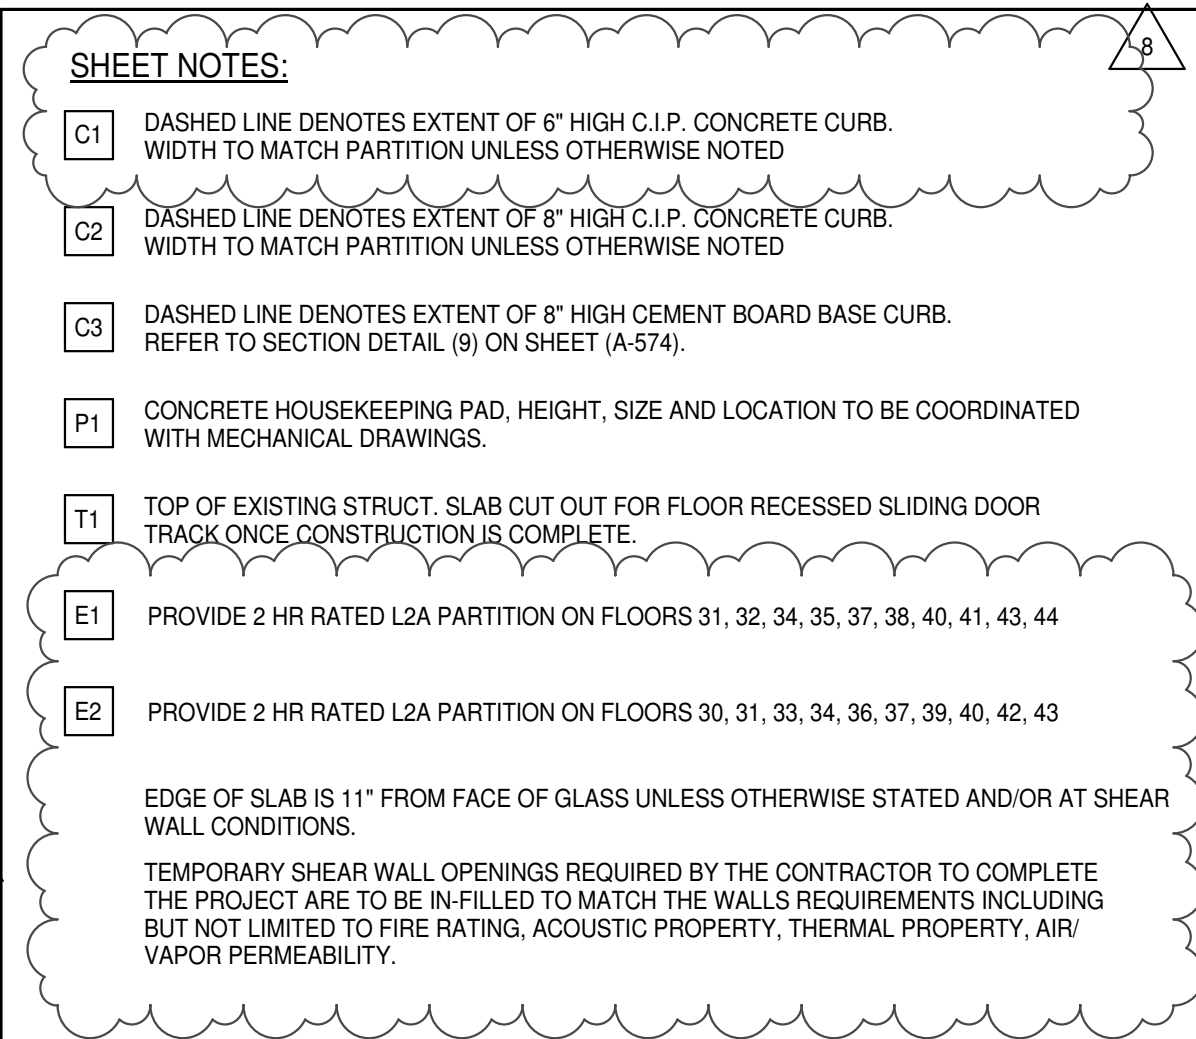 8
SHEET NOTES:
C1
DASHED LINE DENOTES EXTENT OF 6" HIGH C.I.P. CONCRETE CURB.
WIDTH TO MATCH PARTITION UNLESS OTHERWISE NOTED
C2
DASHED LINE DENOTES EXTENT OF 8" HIGH C.I.P. CONCRETE CURB.
WIDTH TO MATCH PARTITION UNLESS OTHERWISE NOTED
C3
DASHED LINE DENOTES EXTENT OF 8" HIGH CEMENT BOARD BASE CURB.
REFER TO SECTION DETAIL (9) ON SHEET (A-574).
P1
CONCRETE HOUSEKEEPING PAD, HEIGHT, SIZE AND LOCATION TO BE COORDINATED
WITH MECHANICAL DRAWINGS.
T1
TOP OF EXISTING STRUCT. SLAB CUT OUT FOR FLOOR RECESSED SLIDING DOOR
TRACK ONCE CONSTRUCTION IS COMPLETE.
E1
PROVIDE 2 HR RATED L2A PARTITION ON FLOORS 31, 32, 34, 35, 37, 38, 40, 41, 43, 44
E2
PROVIDE 2 HR RATED L2A PARTITION ON FLOORS 30, 31, 33, 34, 36, 37, 39, 40, 42, 43
EDGE OF SLAB IS 11" FROM FACE OF GLASS UNLESS OTHERWISE STATED AND/OR AT SHEAR
WALL CONDITIONS.
TEMPORARY SHEAR WALL OPENINGS REQUIRED BY THE CONTRACTOR TO COMPLETE
THE PROJECT ARE TO BE IN-FILLED TO MATCH THE WALLS REQUIREMENTS INCLUDING
BUT NOT LIMITED TO FIRE RATING, ACOUSTIC PROPERTY, THERMAL PROPERTY, AIR/
VAPOR PERMEABILITY.